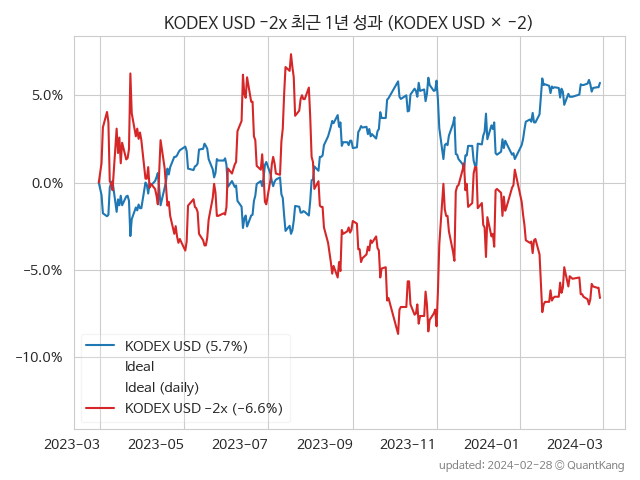 KODEX USD −2x 최근 1년 성과 (KODEX USD × −2)
5.0%
0.0%
−5.0%
−10.0%
KODEX USD (5.7%)
Ideal
Ideal (daily)
KODEX USD −2x (−6.6%)
2023-03 2023-05 2023-07 2023-09 2023-11 2024-01 2024-03
updated: 2024-02-28 © QuantKang